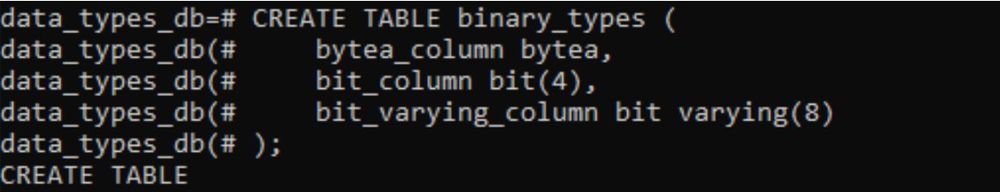 data_types_db=# CREATE TABLE binary_types (
data_types_db(#     bytea_column bytea,
data_types_db(#     bit_column bit(4),
data_types_db(#     bit_varying_column bit varying(8)
data_types_db(# );
CREATE TABLE